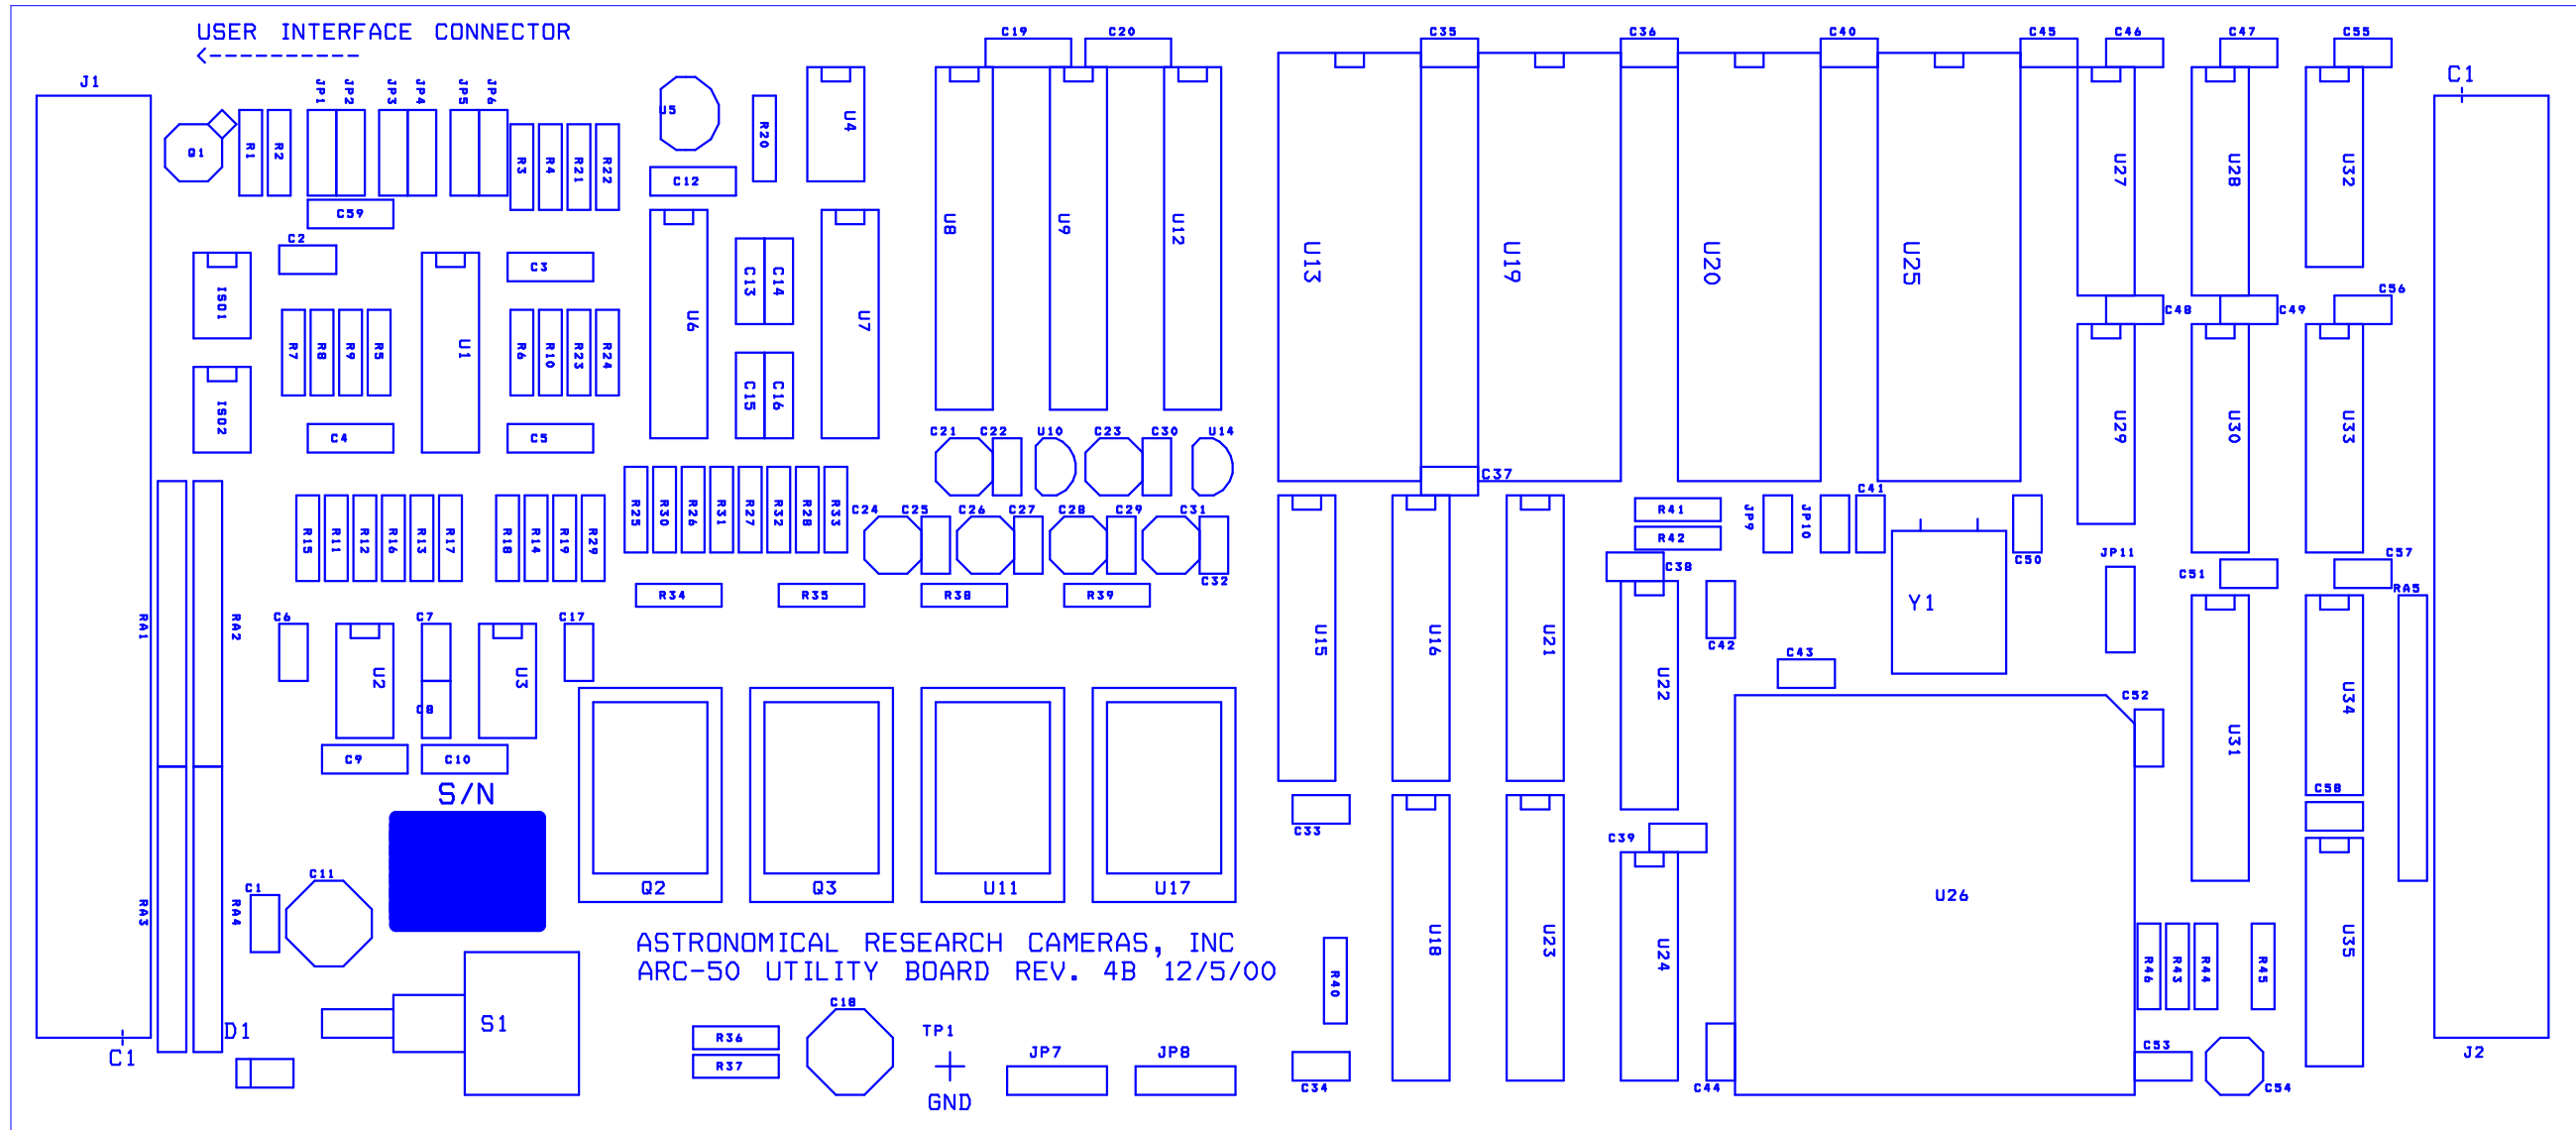 USER INTERFACE CONNECTOR
<----------
C19 C20 C35 C36 C40 C45 C46 C47 C55
J1 JP1 JP2 JP3 JP4 JP5 JP6 C1
U5 R20 U4
Q1 R1 R2 R3 R4 R21 R22 U27 U28 U32
C12
C59 U8 U9 U12
C2 C3 C13 C14 U13 U19 U20 U25
ISO1 U6 U7 C48 C49 C56
R7 R8 R9 R5 U1 R6 R10 R23 R24
ISO2 C4 C5 C15 C16 C21 C22 U10 C23 C30 U14 U29 U30 U33
C37
R15 R11 R12 R16 R13 R17 R18 R14 R19 R29 R25 R30 R26 R31 R27 R32 R28 R33 C24 C25 C26 C27 C28 C29 C31 R41 JP9 JP10 C41
R42
C38 C50 JP11 C57
C32 C51
R34 R35 R38 R39 Y1 RA5
RA1 RA2 C6 C7 C17 U15 U16 U21 C42 C43
U2 U3 U22 C52 U34
C8 U31
C9 C10
S/N C58
C33 C39
C11 Q2 Q3 U11 U17
C1 U26
RA3 RA4 U18 U23 U24 U35
ASTRONOMICAL RESEARCH CAMERAS, INC
ARC-50 UTILITY BOARD REV. 4B 12/5/00
R40 R46 R43 R44 R45
C18
D1 S1 TP1
C1 R36 JP7 JP8 C53 J2
R37
C34 C44 C54
GND